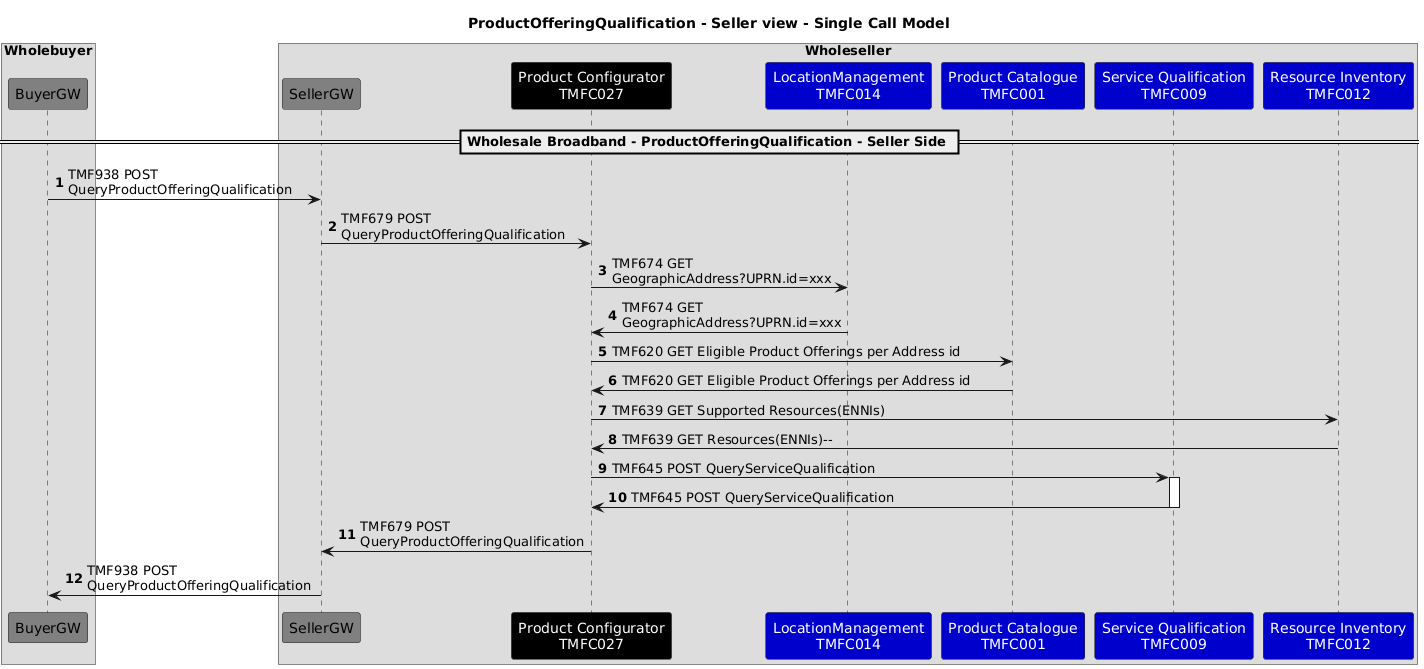 ProductOfferingQualification - Seller view - Single Call Model
Wholebuyer
Wholeseller
BuyerGW
SellerGW
Product Configurator
TMFC027
LocationManagement
TMFC014
Product Catalogue
TMFC001
Service Qualification
TMFC009
Resource Inventory
TMFC012
Wholesale Broadband - ProductOfferingQualification - Seller Side
1 TMF938 POST
QueryProductOfferingQualification
2 TMF679 POST
QueryProductOfferingQualification
3 TMF674 GET
GeographicAddress?UPRN.id=xxx
4 TMF674 GET
GeographicAddress?UPRN.id=xxx
5 TMF620 GET Eligible Product Offerings per Address id
6 TMF620 GET Eligible Product Offerings per Address id
7 TMF639 GET Supported Resources(ENNIs)
8 TMF639 GET Resources(ENNIs)--
9 TMF645 POST QueryServiceQualification
10 TMF645 POST QueryServiceQualification
11 TMF679 POST
QueryProductOfferingQualification
12 TMF938 POST
QueryProductOfferingQualification
BuyerGW
SellerGW
Product Configurator
TMFC027
LocationManagement
TMFC014
Product Catalogue
TMFC001
Service Qualification
TMFC009
Resource Inventory
TMFC012